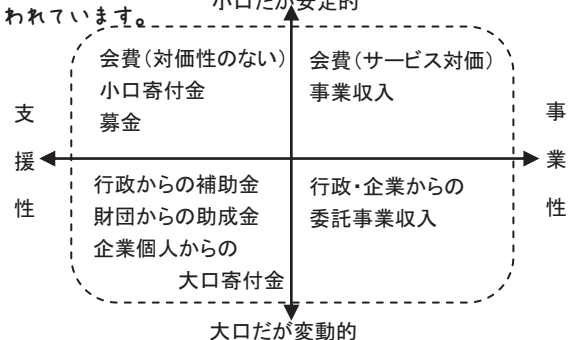 われています。
小口だが安定的
会費(対価性のない)
小口寄付金
募金
会費(サービス対価)
事業収入
支援性
事業性
行政からの補助金
財団からの助成金
企業個人からの
大口寄付金
行政・企業からの
委託事業収入
大口だが変動的